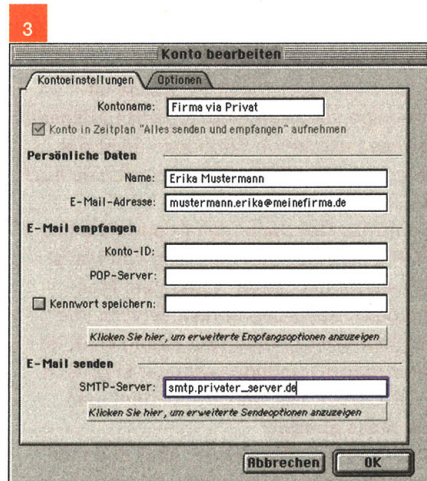 3
Konto bearbeiten
Kontoeinstellungen Optionen
Kontoname: Firma via Privat
Konto in Zeitplan "Alles senden und empfangen" aufnehmen
Persönliche Daten
Name: Erika Mustermann
E-Mail-Adresse: mustermann.erika@meinefirma.de
E-Mail empfangen
Konto-ID:
POP-Server:
Kennwort speichern:
Klicken Sie hier, um erweiterte Empfangsoptionen anzuzeigen
E-Mail senden
SMTP-Server: smtp.privater_server.de
Klicken Sie hier, um erweiterte Sendeoptionen anzuzeigen
Abbrechen OK